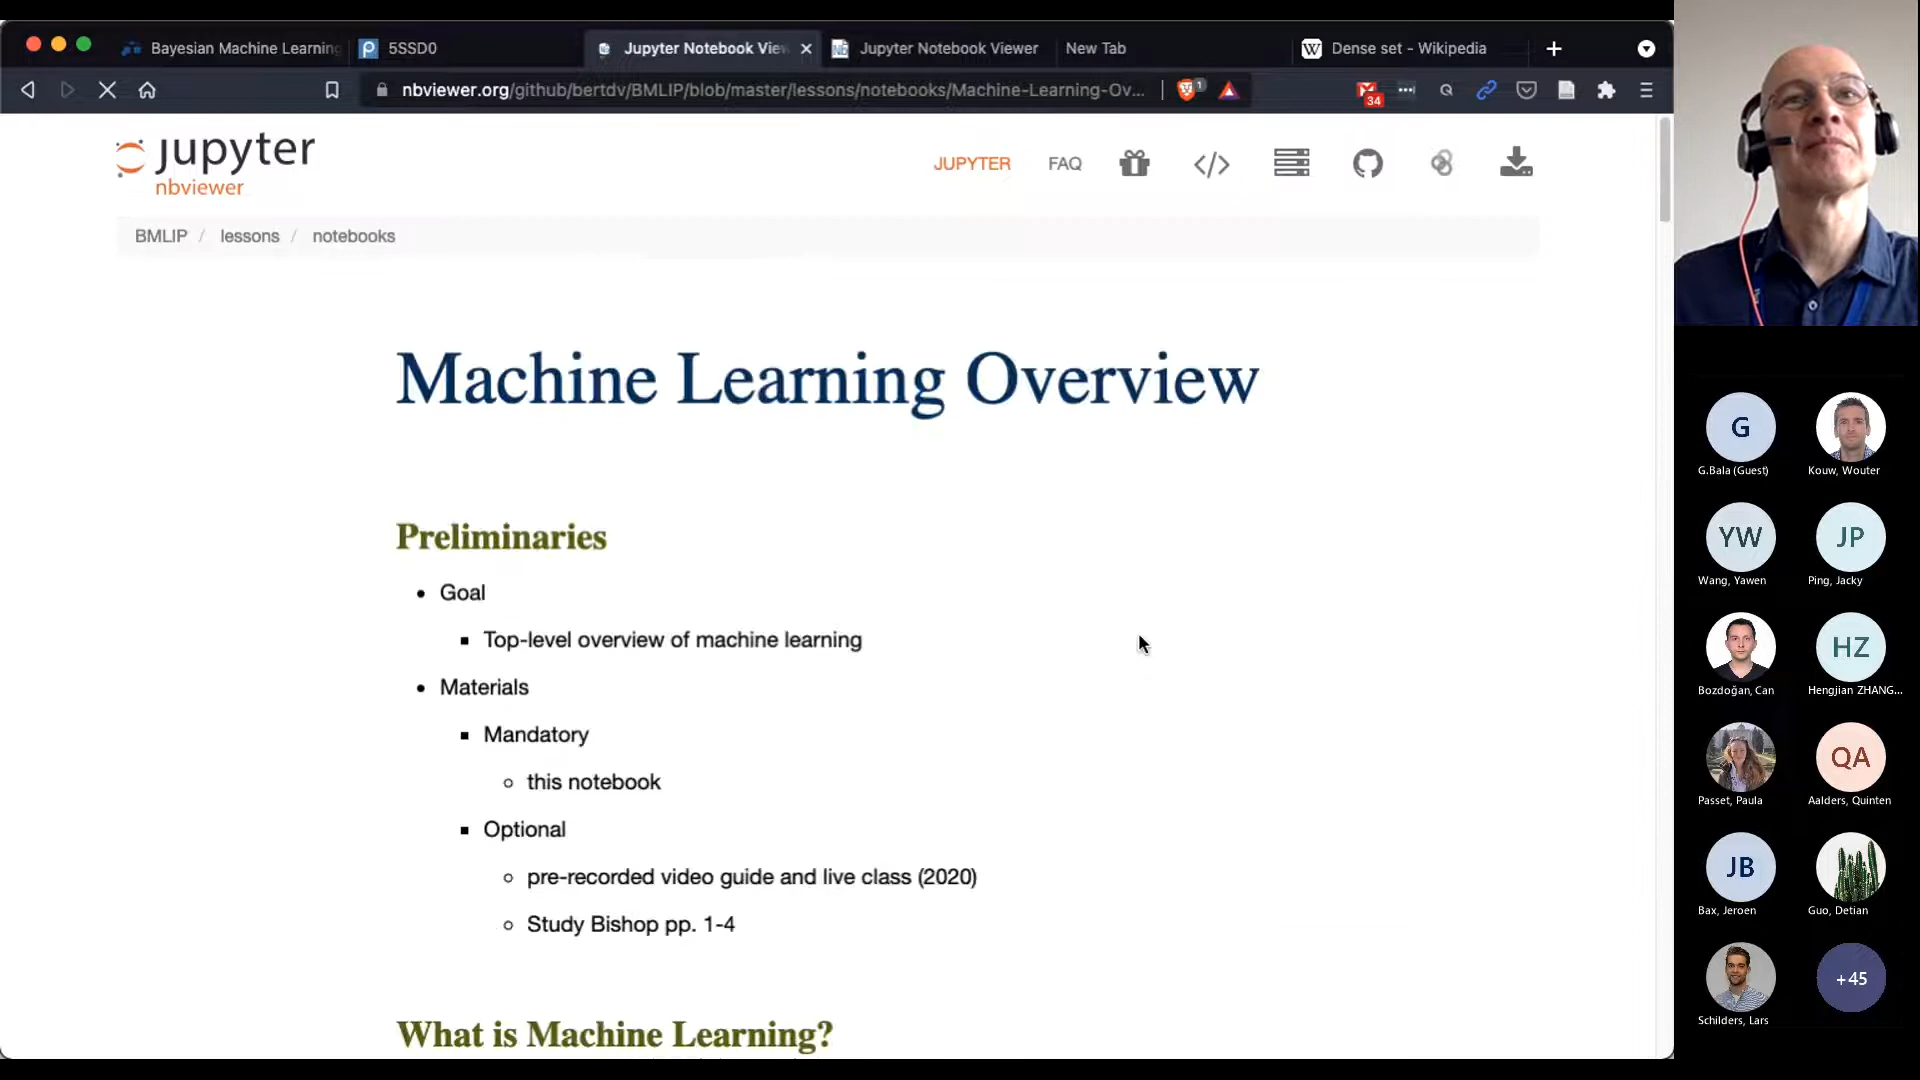 Bayesian Machine Learning
5SSD0
Jupyter Notebook View
Jupyter Notebook Viewer
New Tab
Dense set - Wikipedia
nbviewer.org/github/bertdv/BMLIP/blob/master/lessons/notebooks/Machine-Learning-Ov...
1
34
jupyter
nbviewer
JUPYTER
FAQ
BMLIP / lessons / notebooks
Machine Learning Overview
Preliminaries
Goal
Top-level overview of machine learning
Materials
Mandatory
this notebook
Optional
pre-recorded video guide and live class (2020)
Study Bishop pp. 1-4
What is Machine Learning?
G
G.Bala (Guest)
Kouw, Wouter
YW
Wang, Yawen
JP
Ping, Jacky
Bozdoğan, Can
HZ
Hengjian ZHANG...
Passet, Paula
QA
Aalders, Quinten
JB
Bax, Jeroen
Guo, Detian
Schilders, Lars
+45